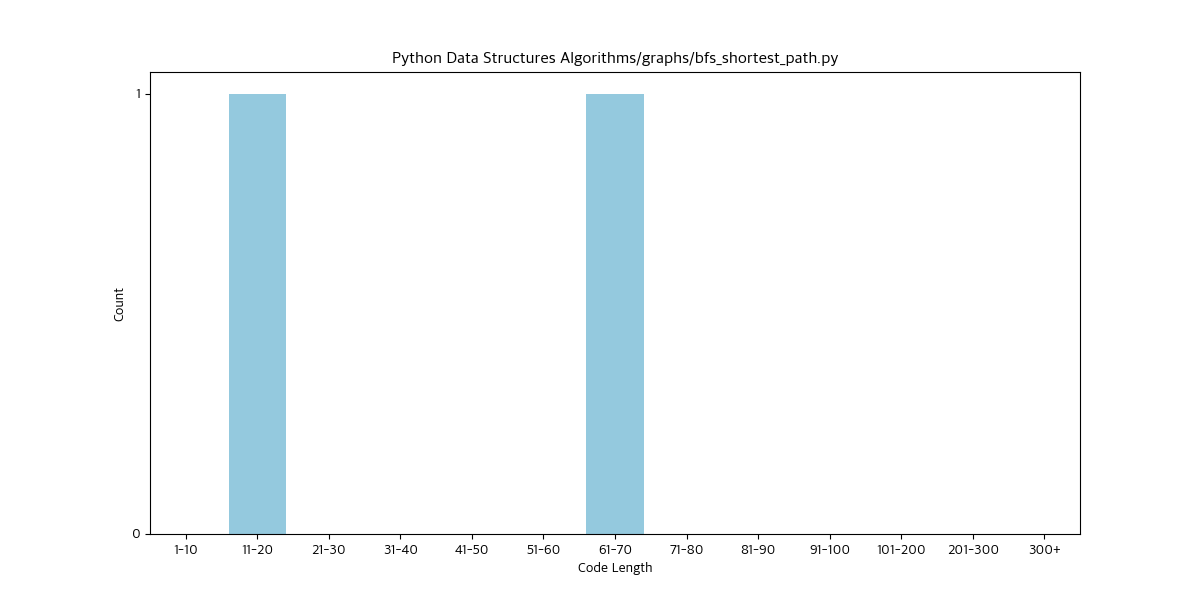 Python Data Structures Algorithms/graphs/bfs_shortest_path.py
1
Count
0
1-10 11-20 21-30 31-40 41-50 51-60 61-70 71-80 81-90 91-100 101-200 201-300 300+
Code Length